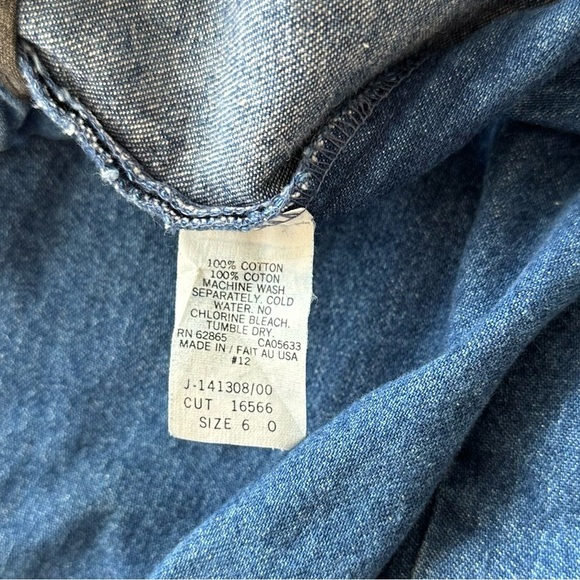 100% COTTON
100% COTON
MACHINE WASH
SEPARATELY. COLD
WATER. NO
CHLORINE BLEACH.
TUMBLE DRY.
RN 62865 CA05633
MADE IN / FAIT AU USA
#12
J-141308/00
CUT 16566
SIZE 6 0